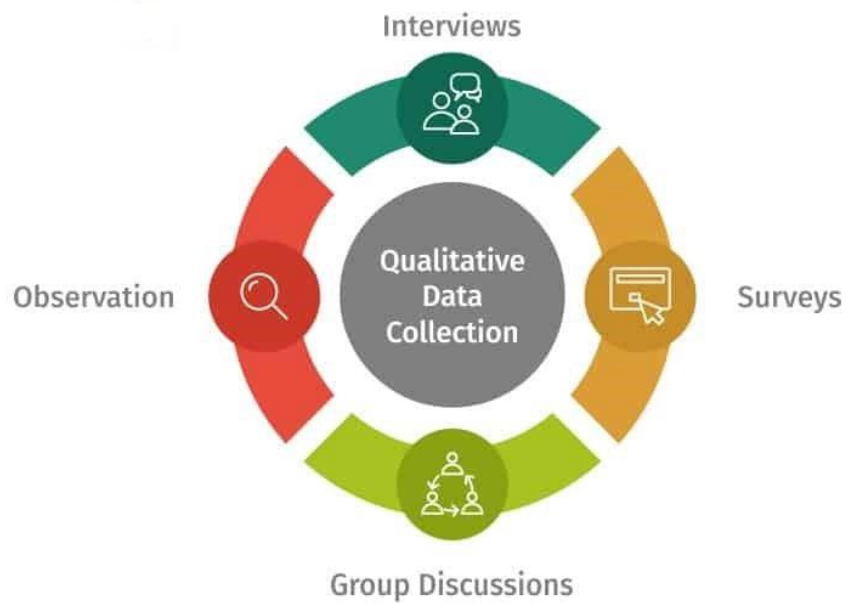 Interviews
Qualitative
Data
Collection
Observation
Surveys
Group Discussions